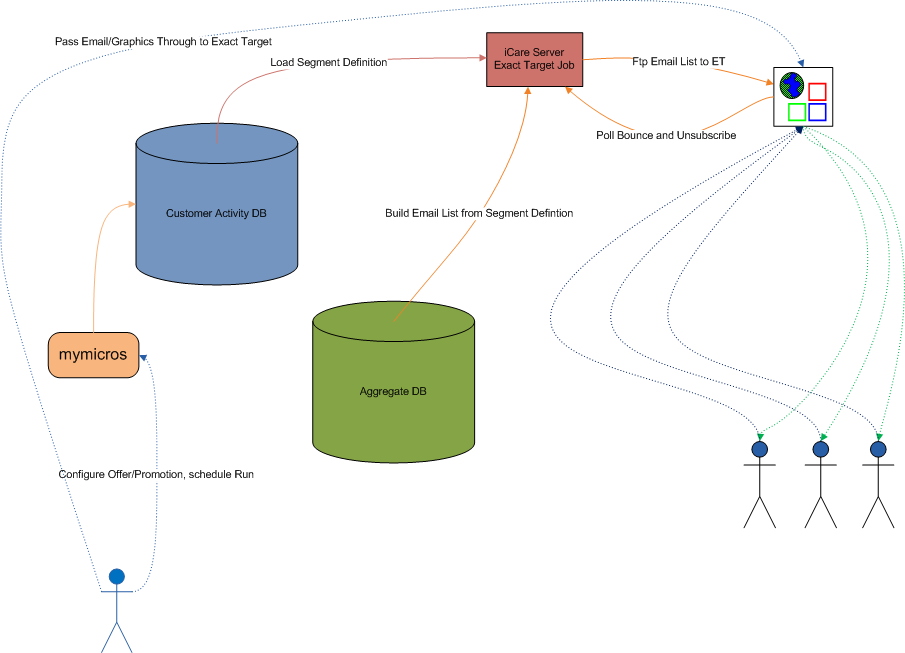 Pass Email/Graphics Through to Exact Target
iCare Server
Exact Target Job
Load Segment Definition
Ftp Email List to ET
Poll Bounce and Unsubscribe
Customer Activity DB
Build Email List from Segment Defintion
mymicros
Aggregate DB
Configure Offer/Promotion, schedule Run